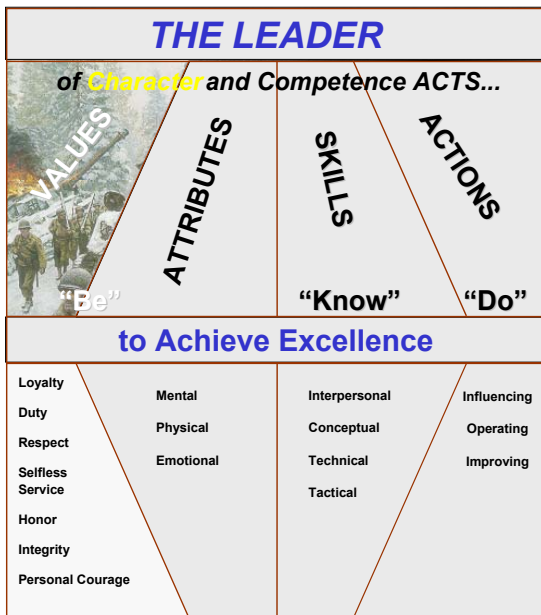 THE LEADER
of Character and Competence ACTS...
VALUES
ATTRIBUTES
SKILLS
ACTIONS
“Be”
“Know”
“Do”
to Achieve Excellence
Loyalty
Duty
Respect
Selfless
Service
Honor
Integrity
Personal Courage
Mental
Physical
Emotional
Interpersonal
Conceptual
Technical
Tactical
Influencing
Operating
Improving